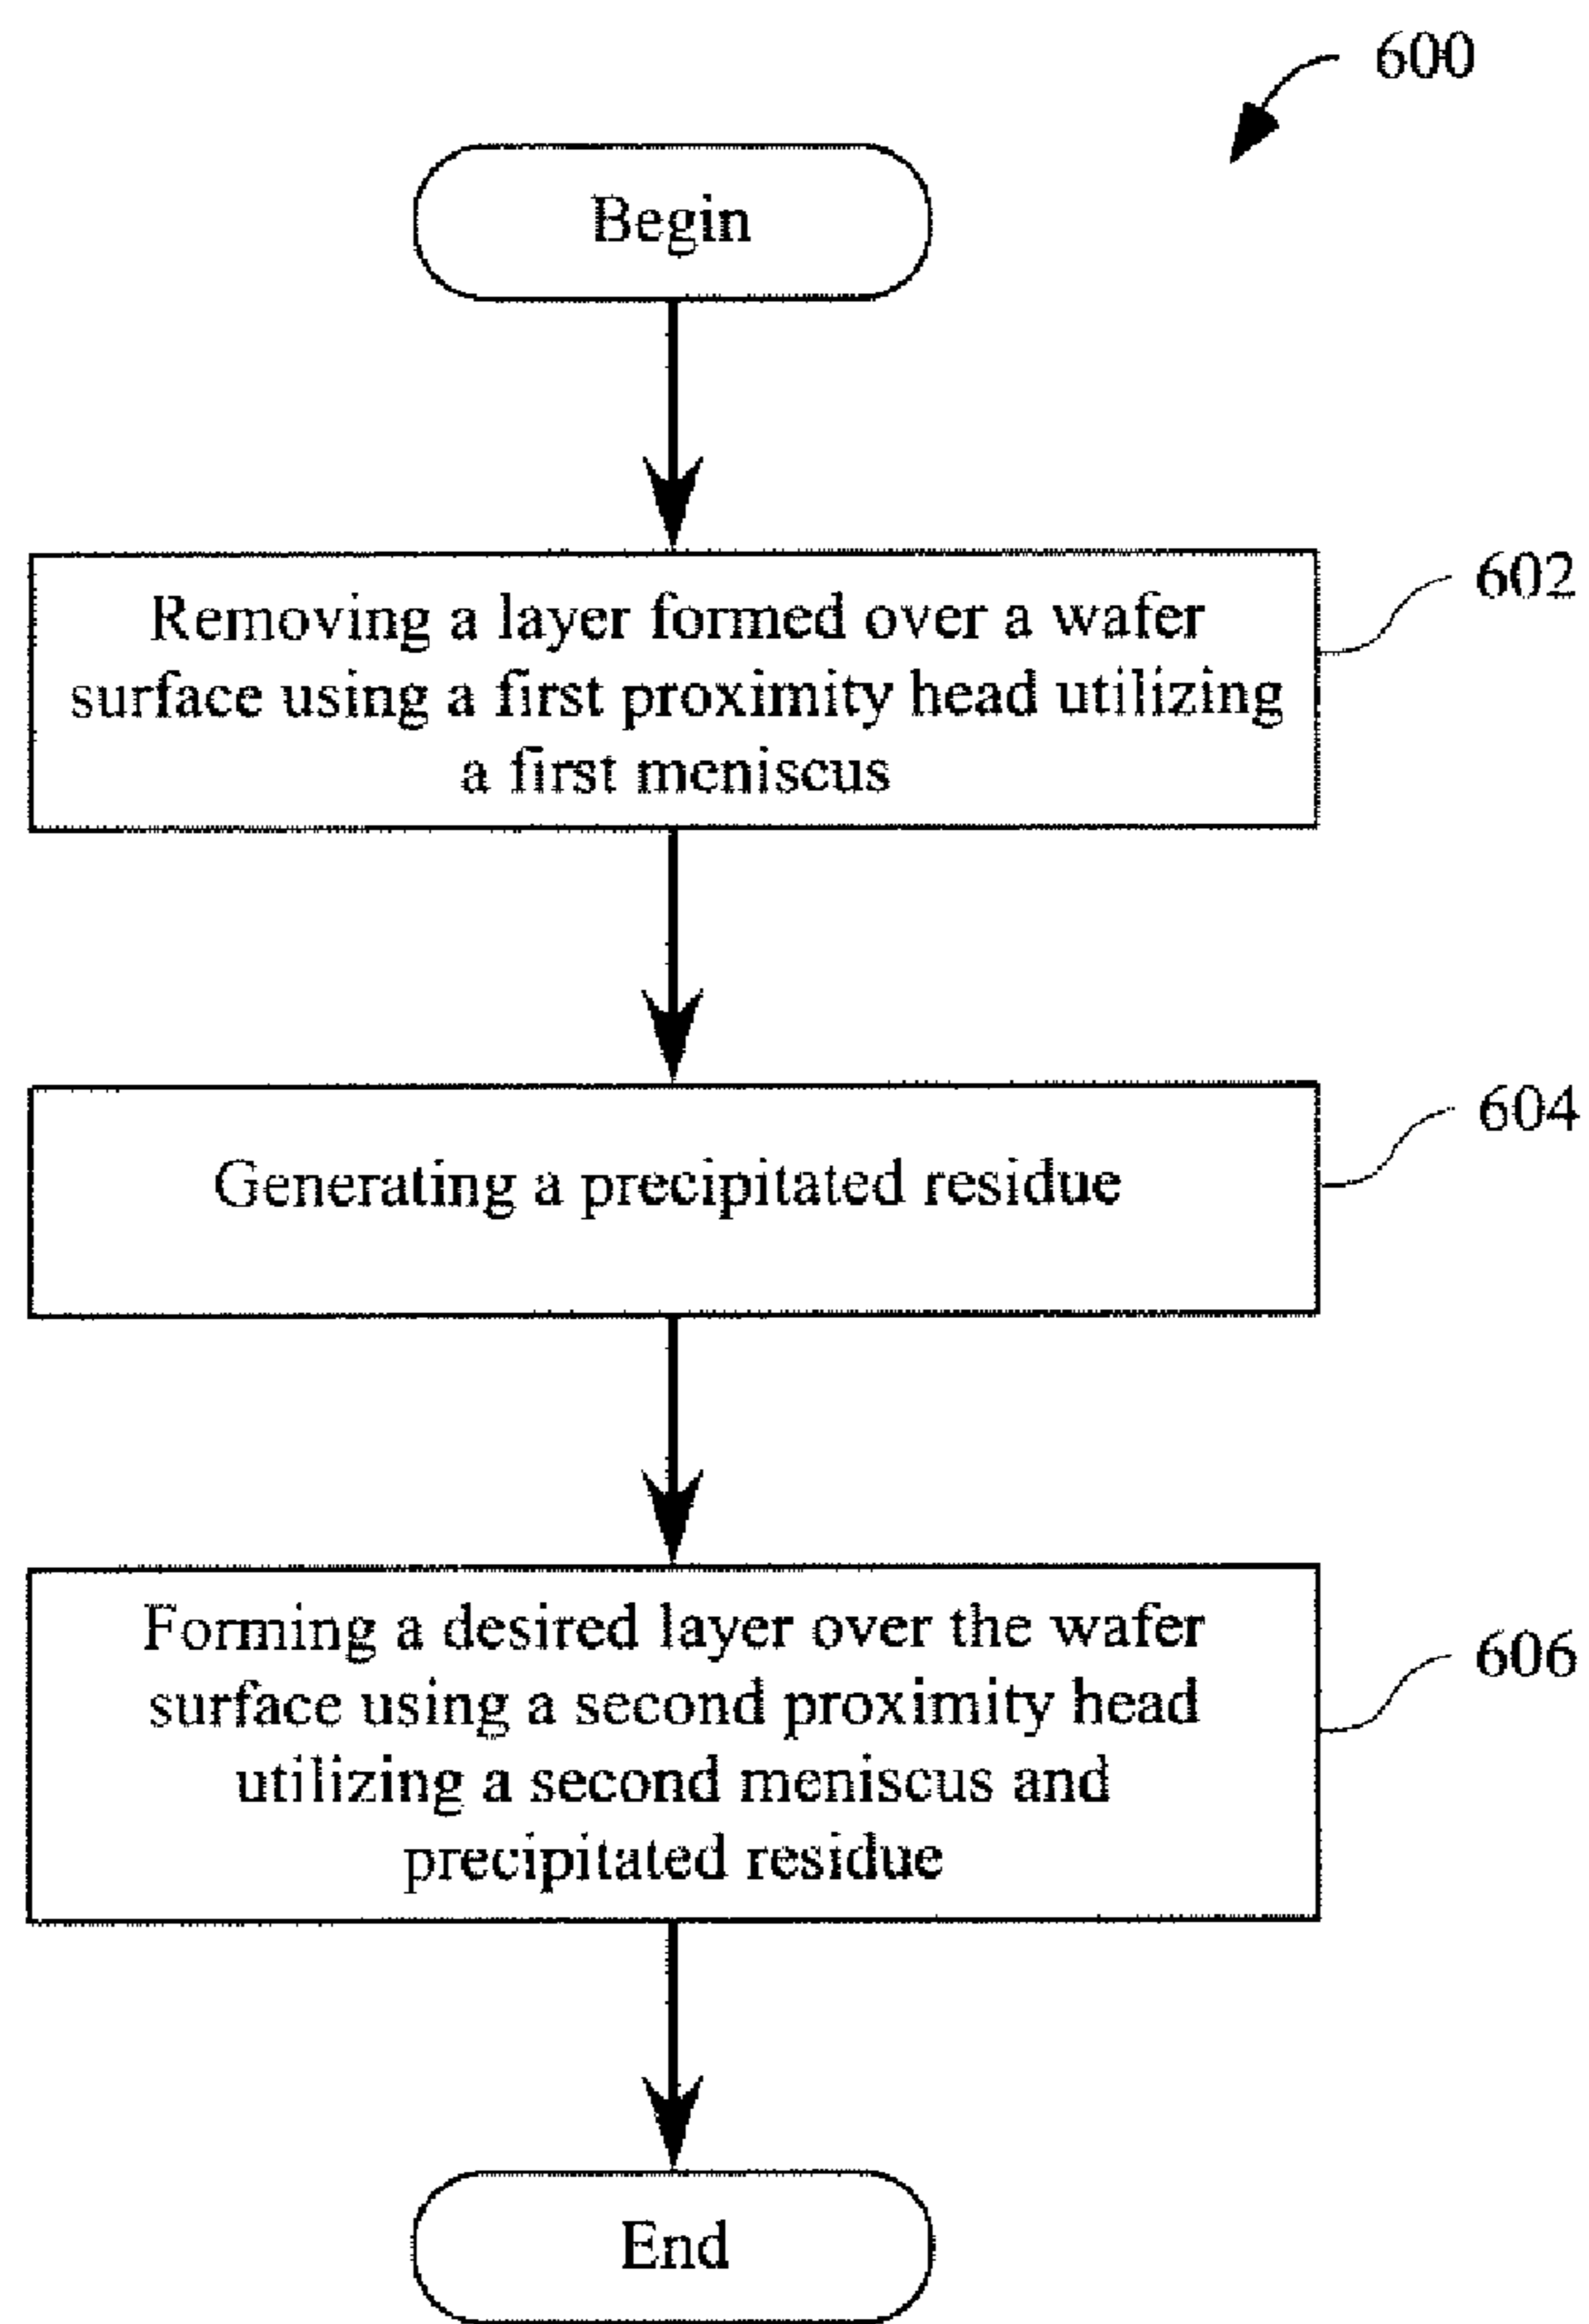 600
Begin
Removing a layer formed over a wafer
surface using a first proximity head utilizing
a first meniscus
602
Generating a precipitated residue
604
Forming a desired layer over the wafer
surface using a second proximity head
utilizing a second meniscus and
precipitated residue
606
End